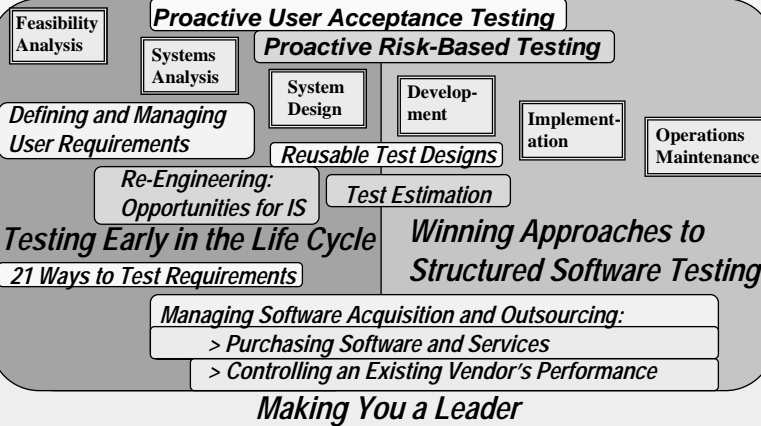 Proactive User Acceptance Testing
Feasibility
Analysis
Proactive Risk-Based Testing
Systems
Analysis
System
Design
Develop-
ment
Implement-
ation
Operations
Maintenance
Defining and Managing
User Requirements
Reusable Test Designs
Re-Engineering:
Opportunities for IS
Test Estimation
Testing Early in the Life Cycle
Winning Approaches to
Structured Software Testing
21 Ways to Test Requirements
Managing Software Acquisition and Outsourcing:
> Purchasing Software and Services
> Controlling an Existing Vendor's Performance
Making You a Leader